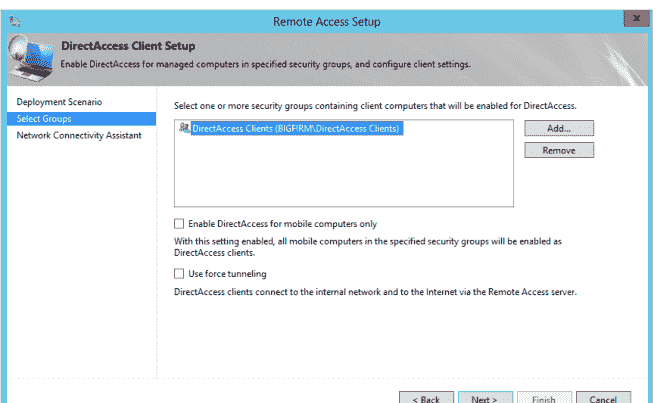 Remote Access Setup
x
DirectAccess Client Setup
Enable DirectAccess for managed computers in specified security groups, and configure client settings.
Deployment Scenario
Select Groups
Network Connectivity Assistant
Select one or more security groups containing client computers that will be enabled for DirectAccess.
DirectAccess Clients (BIGFIRM\DirectAccess Clients)
Add...
Remove
Enable DirectAccess for mobile computers only
With this setting enabled, all mobile computers in the specified security groups will be enabled as
DirectAccess clients.
Use force tunneling
DirectAccess clients connect to the internal network and to the Internet via the Remote Access server.
< Back
Next >
Finish
Cancel